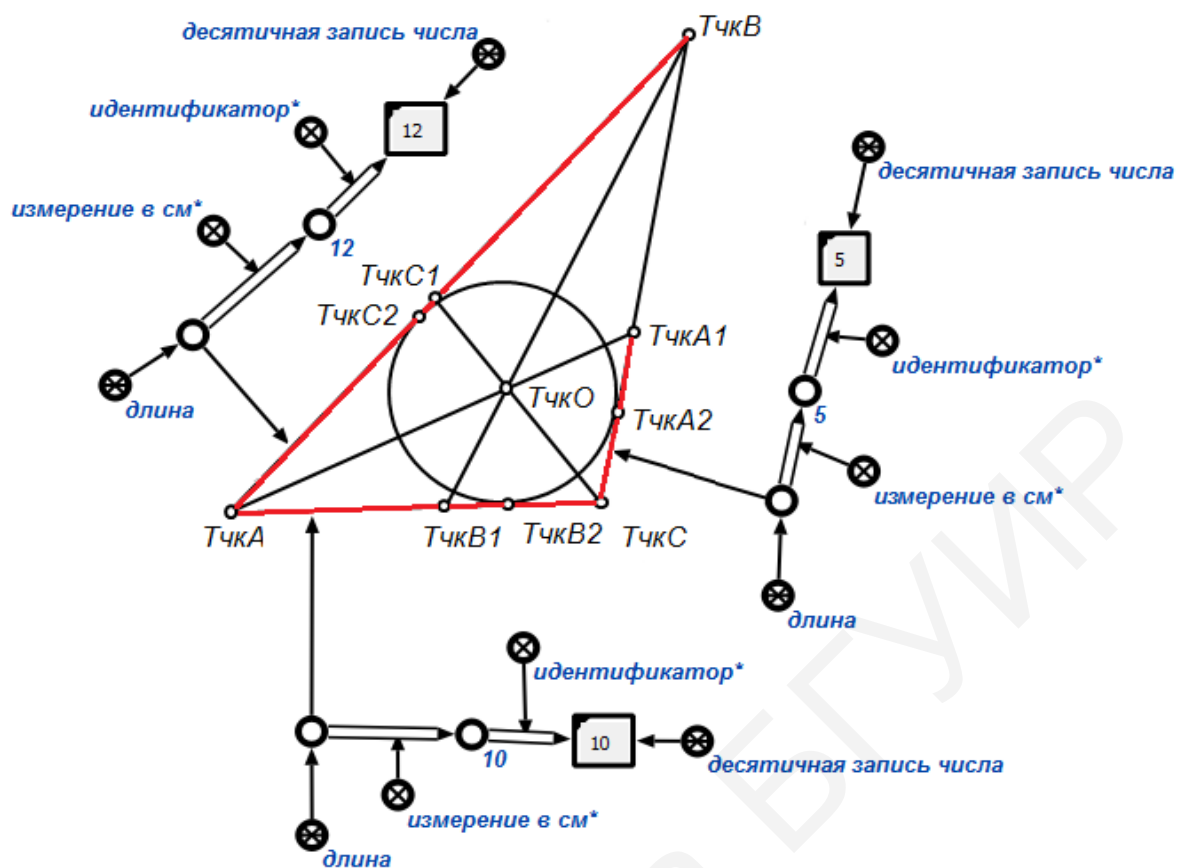 ТчкB
десятичная запись числа
идентификатор*
12
измерение в см*
12
длина
десятичная запись числа
5
идентификатор*
5
измерение в см*
длина
ТчкC1
ТчкC2
ТчкA1
ТчкO
ТчкA2
ТчкA
ТчкB1
ТчкB2
ТчкC
идентификатор*
10
10
десятичная запись числа
измерение в см*
длина
БГУИР